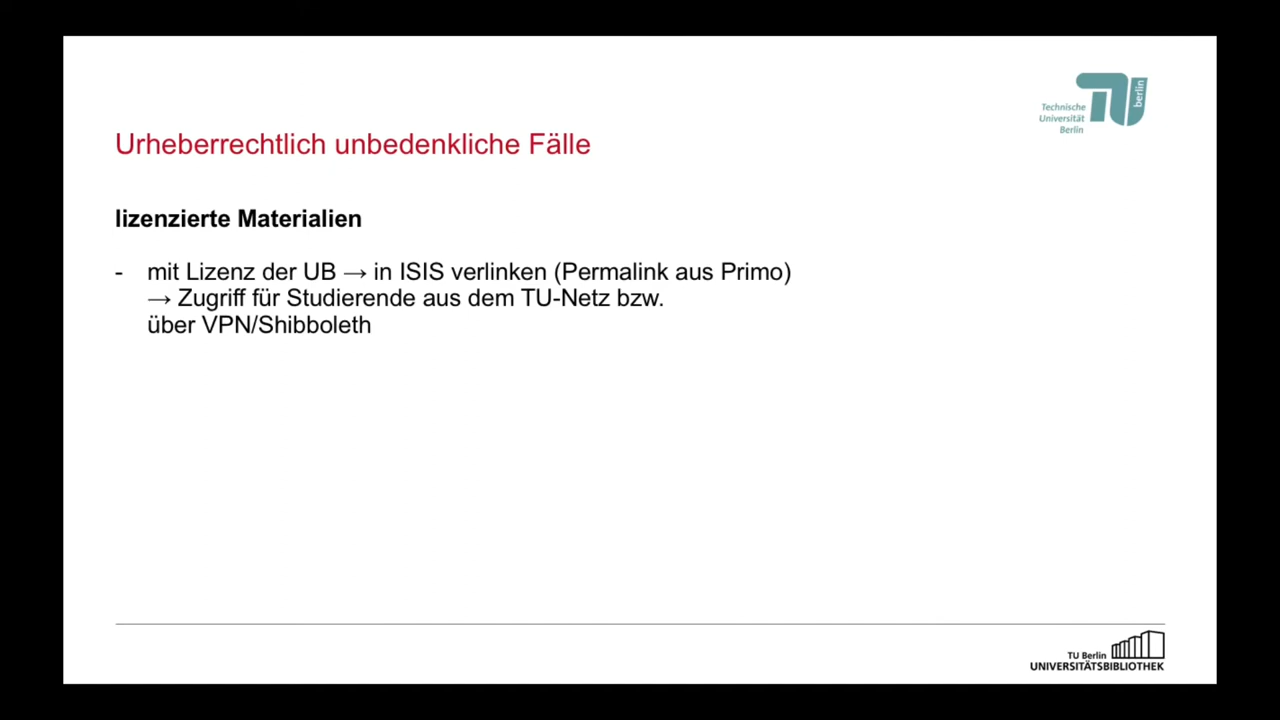 Technische
Universität
Berlin
berlin
Urheberrechtlich unbedenkliche Fälle
lizenzierte Materialien
- mit Lizenz der UB → in ISIS verlinken (Permalink aus Primo)
→ Zugriff für Studierende aus dem TU-Netz bzw.
über VPN/Shibboleth
TU Berlin
UNIVERSITÄTSBIBLIOTHEK